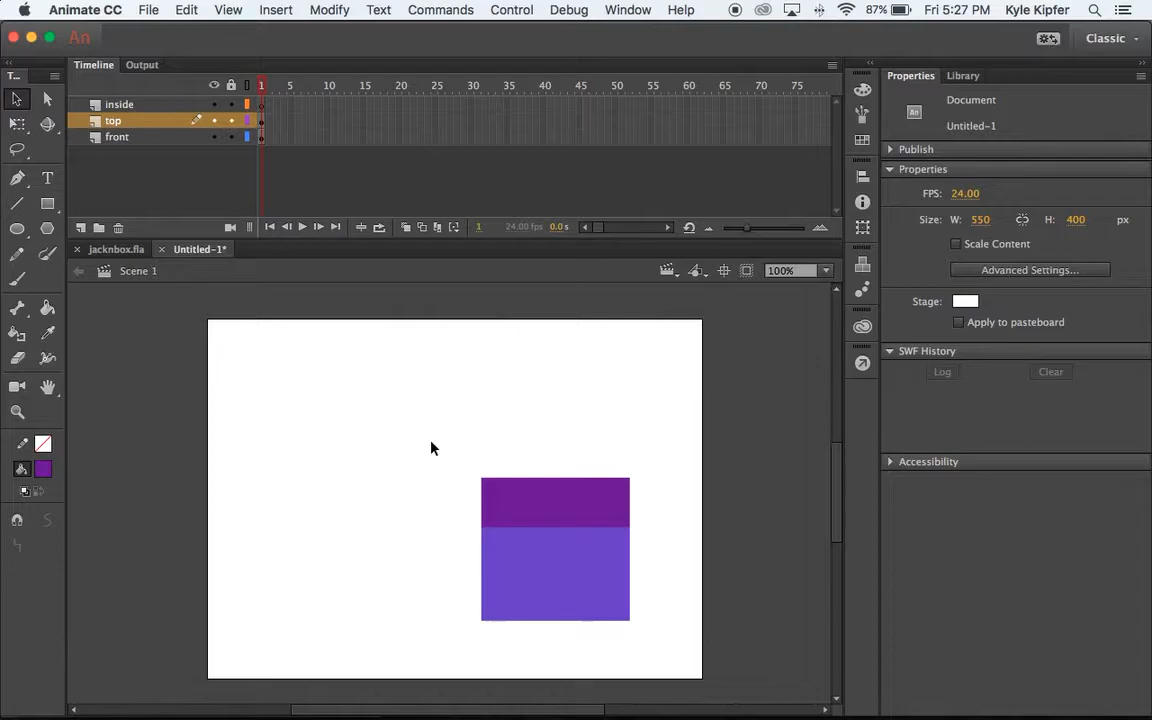 Animate CC File Edit View Insert Modify Text Commands Control Debug Window Help 87% Fri 5:27 PM Kyle Kipfer
An Classic
T... Timeline Output Properties Library
1 5 10 15 20 25 30 35 40 45 50 55 60 65 70 75
inside
top
front
Document
An Untitled-1
Publish
Properties
FPS: 24.00
Size: W: 550 H: 400 px
1 24.00 fps 0.0 s
Scale Content
jacknbox.fla Untitled-1*
Scene 1 100%
Advanced Settings...
Stage:
Apply to pasteboard
SWF History
Log Clear
Accessibility
T